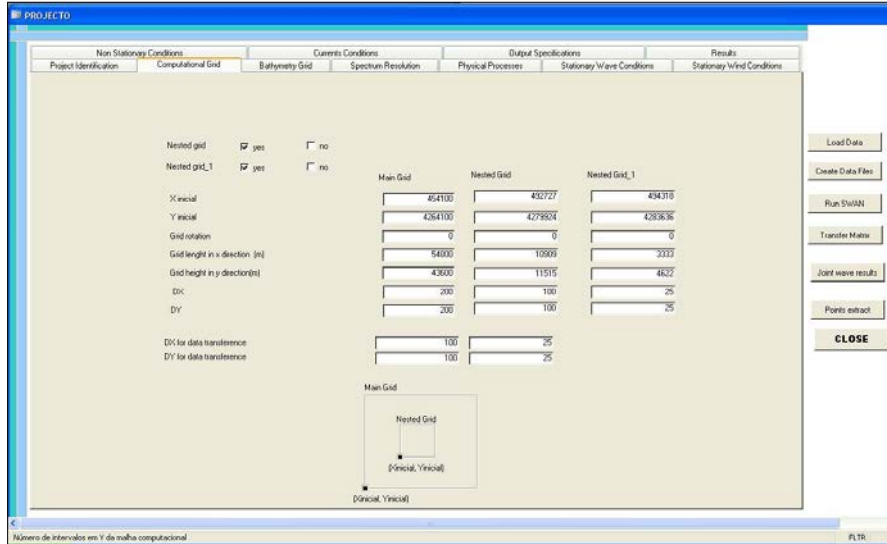 PROJECTO
Non Stationary Conditions Currents Conditions Output Specifications Results
Project Identification Computational Grid Bathymetry Grid Spectrum Resolution Physical Processes Stationary Wave Conditions Stationary Wind Conditions
Nested grid yes no
Nested grid_1 yes no
Main Grid Nested Grid Nested Grid_1
X inicial 454100 492727 494318
Y inicial 4264100 4279924 4283636
Grid rotation 0 0 0
Grid lenght in x direction (m) 54000 10909 3333
Grid height in y direction(m) 43600 11515 4622
DX 200 100 25
DY 200 100 25
DX for data transference 100 25
DY for data transference 100 25
Main Grid
Nested Grid
(Xinicial, Yinicial)
(Xinicial, Yinicial)
Load Data
Create Data Files
Run SWAN
Transfer Matrix
Joint wave results
Points extract
CLOSE
Número de intervalos em Y da malha computacional FLTR